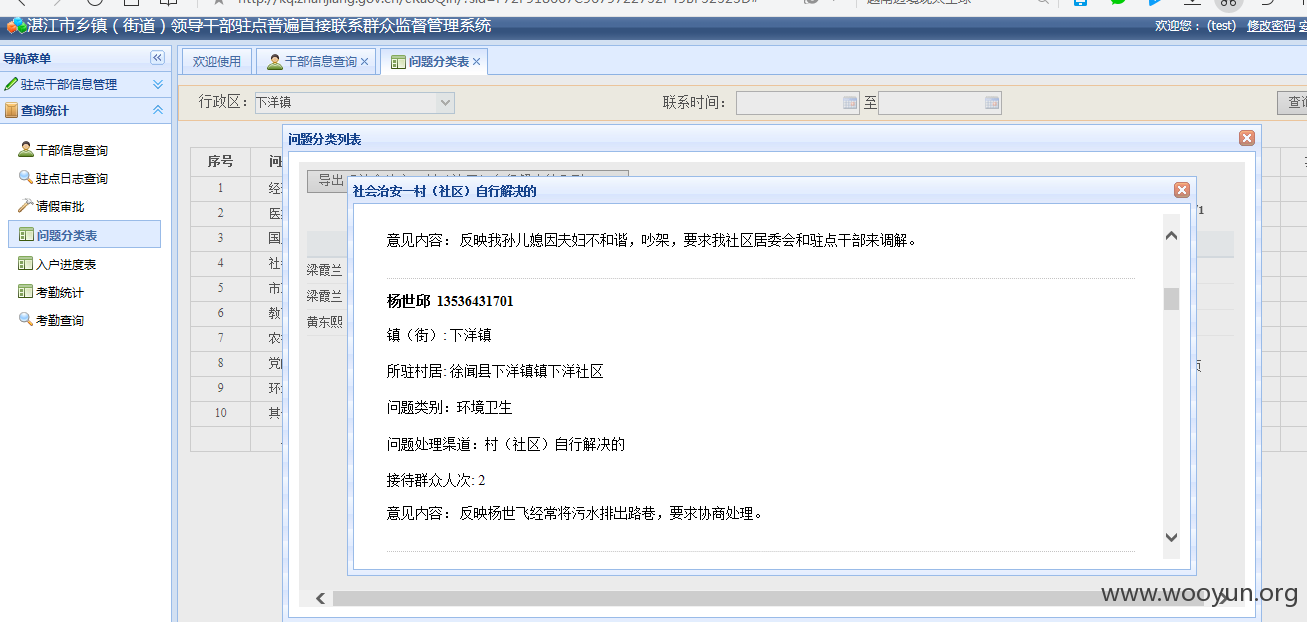 湛江市乡镇（街道）领导干部驻点普遍直接联系群众监督管理系统
欢迎您： (test) 修改密码
导航菜单
驻点干部信息管理
查询统计
干部信息查询
驻点日志查询
请假审批
问题分类表
入户进度表
考勤统计
考勤查询
欢迎使用 干部信息查询 问题分类表
行政区： 下洋镇 联系时间： 至
序号
1
2
3
4
5
6
7
8
9
10
问题分类列表
导出
梁霞兰
梁霞兰
黄东熙
社会治安—村（社区）自行解决的
意见内容： 反映我孙儿媳因夫妇不和谐，吵架，要求我社区居委会和驻点干部来调解。
杨世邱 13536431701
镇（街）: 下洋镇
所驻村居: 徐闻县下洋镇镇下洋社区
问题类别：环境卫生
问题处理渠道：村（社区）自行解决的
接待群众人次: 2
意见内容： 反映杨世飞经常将污水排出路巷，要求协商处理。
www.wooyun.org